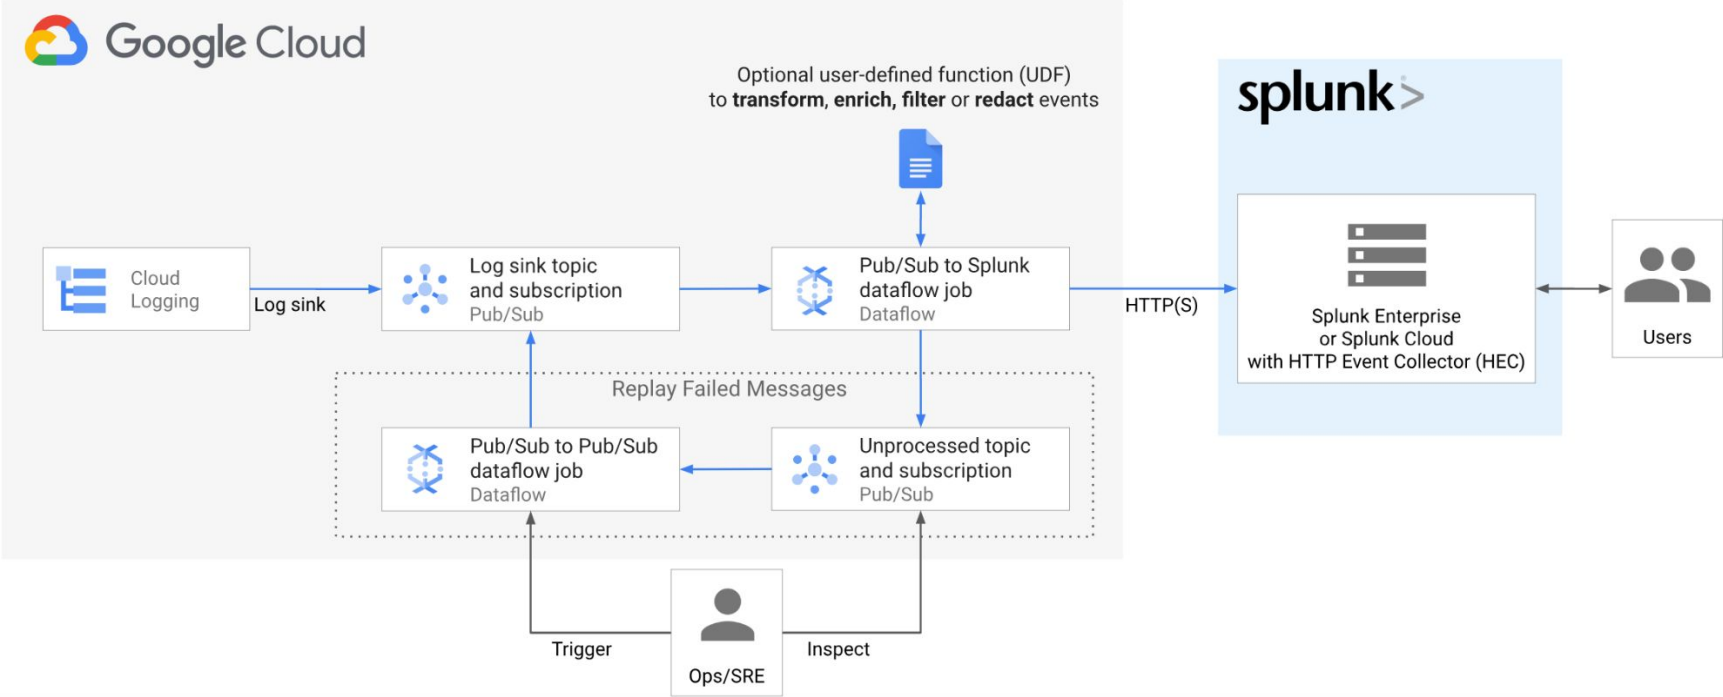 Google Cloud
Optional user-defined function (UDF)
to transform, enrich, filter or redact events
splunk>
Cloud
Logging
Log sink
Log sink topic
and subscription
Pub/Sub
Pub/Sub to Splunk
dataflow job
Dataflow
HTTP(S)
Splunk Enterprise
or Splunk Cloud
with HTTP Event Collector (HEC)
Users
Replay Failed Messages
Pub/Sub to Pub/Sub
dataflow job
Dataflow
Unprocessed topic
and subscription
Pub/Sub
Trigger
Inspect
Ops/SRE